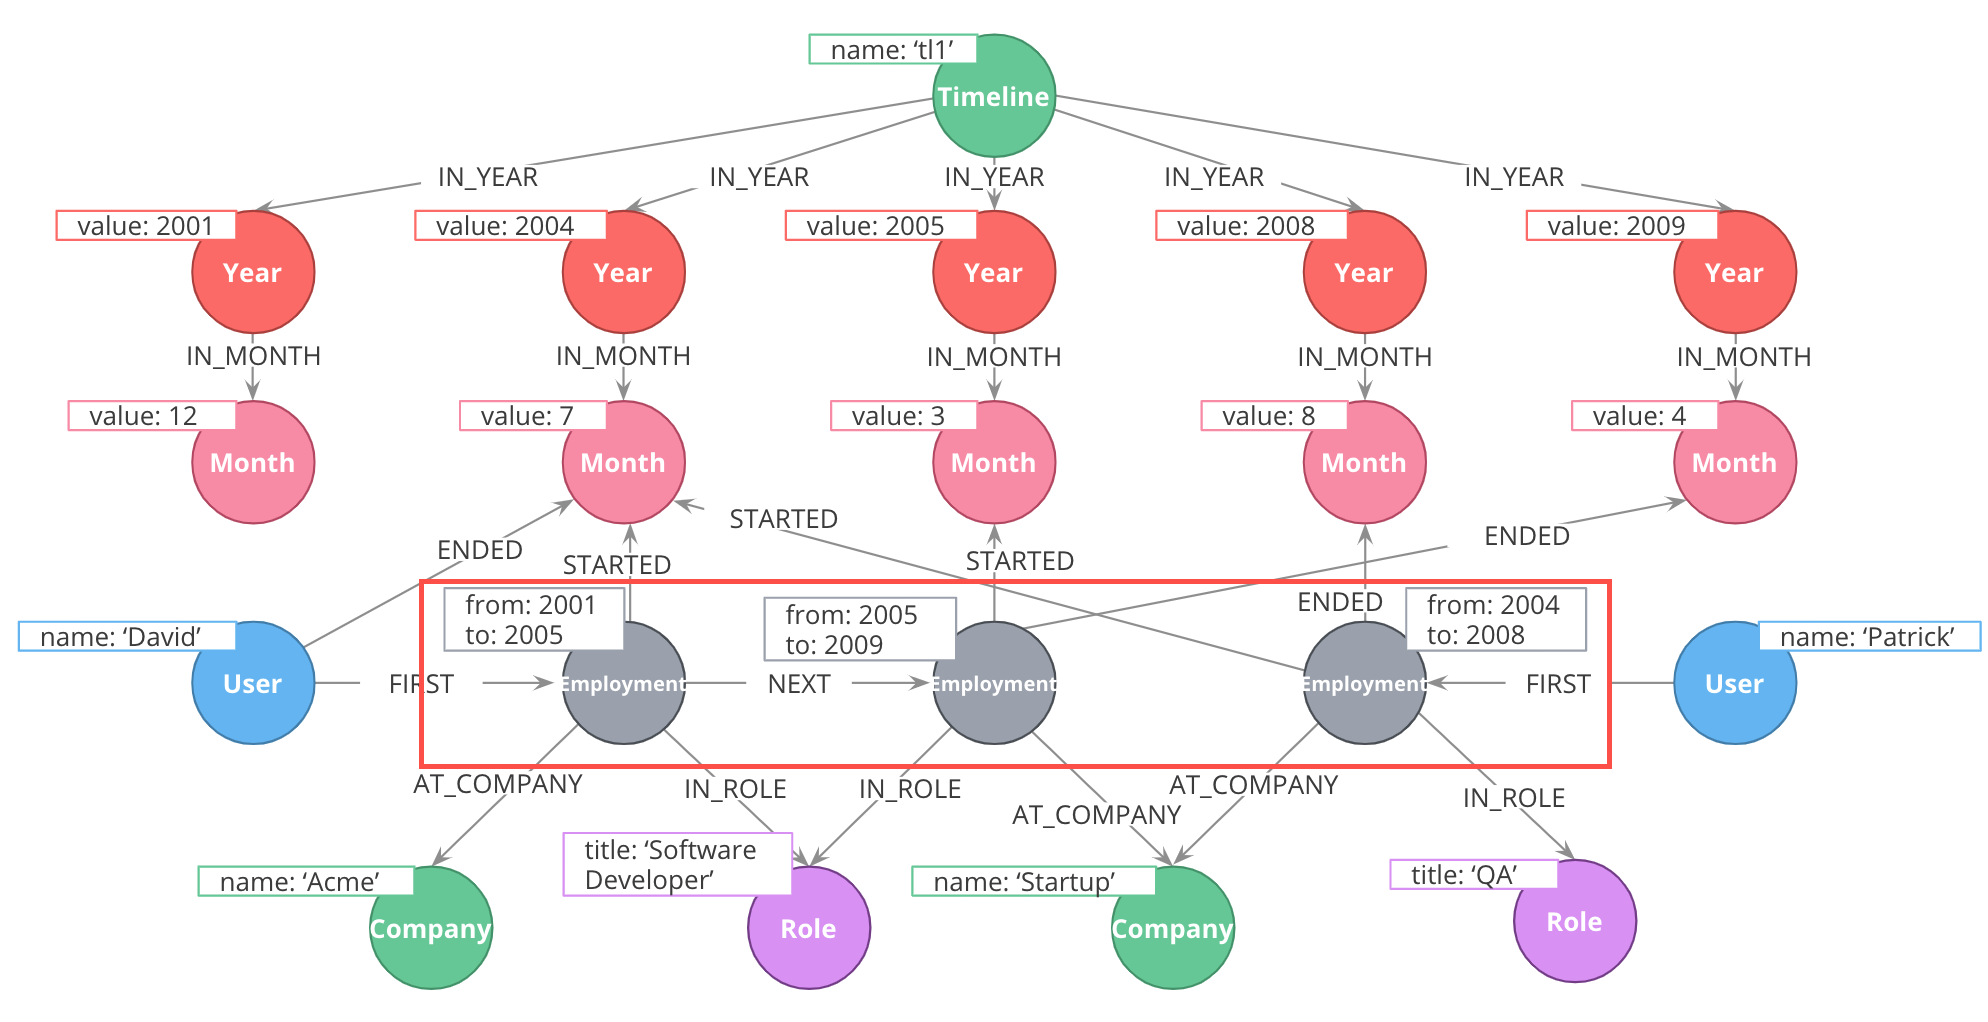 name: ‘tl1’
Timeline
IN_YEAR
IN_YEAR
IN_YEAR
IN_YEAR
IN_YEAR
value: 2001
value: 2004
value: 2005
value: 2008
value: 2009
Year
Year
Year
Year
Year
IN_MONTH
IN_MONTH
IN_MONTH
IN_MONTH
IN_MONTH
value: 12
value: 7
value: 3
value: 8
value: 4
Month
Month
Month
Month
Month
STARTED
ENDED
ENDED
STARTED
STARTED
ENDED
from: 2001
to: 2005
from: 2005
to: 2009
from: 2004
to: 2008
name: ‘David’
name: ‘Patrick’
User
FIRST
Employment
NEXT
Employment
Employment
FIRST
User
AT_COMPANY
IN_ROLE
IN_ROLE
AT_COMPANY
AT_COMPANY
IN_ROLE
name: ‘Acme’
title: ‘Software
Developer’
name: ‘Startup’
title: ‘QA’
Company
Role
Company
Role